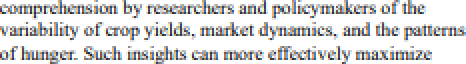 comprehension by researchers and policymakers of the
variability of crop yields, market dynamics, and the patterns
of hunger. Such insights can more effectively maximize